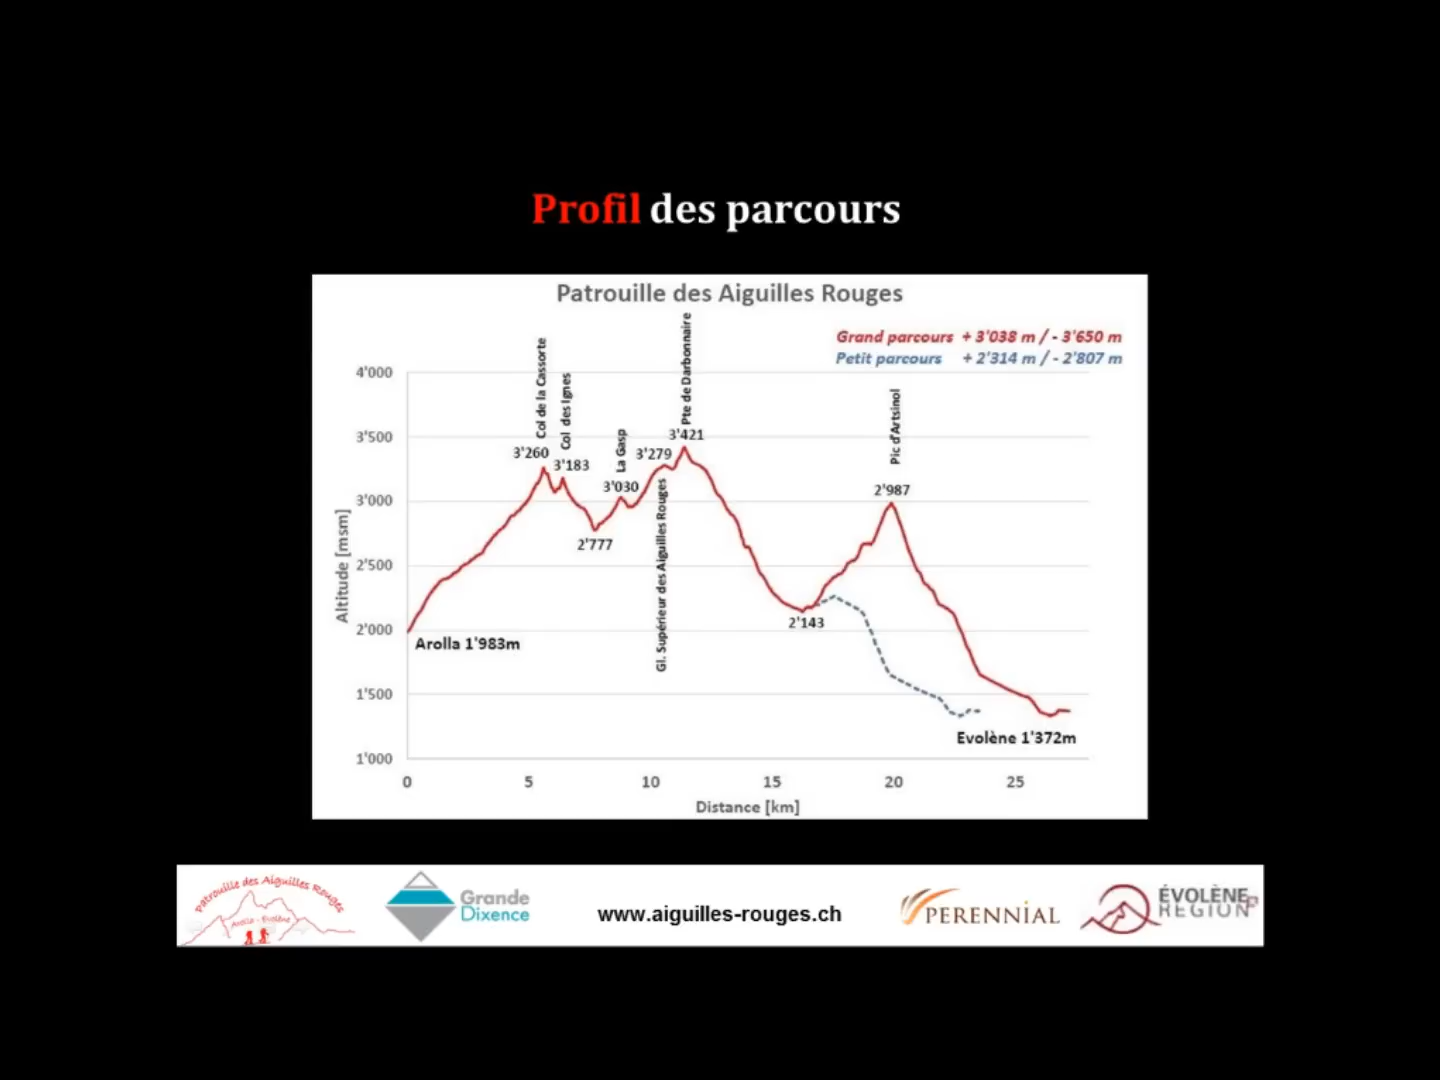 Profil des parcours
Patrouille des Aiguilles Rouges
Grand parcours + 3'038 m / - 3'650 m
Petit parcours + 2'314 m / - 2'807 m
Col de la Cassorte
Col des Ignes
La Gasp
Gl. Supérieur des Aiguilles Rouges
Pte de Darbonnaire
Pic d'Artsinol
3'260
3'183
2'777
3'030
3'279
3'421
2'143
2'987
Arolla 1'983m
Evolène 1'372m
Altitude [msm]
4'000
3'500
3'000
2'500
2'000
1'500
1'000
0 5 10 15 20 25
Distance [km]
Patrouille des Aiguilles Rouges
Arolla - Evolène
Grande
Dixence
www.aiguilles-rouges.ch
PERENNIAL
ÉVOLÈNE
RÉGION